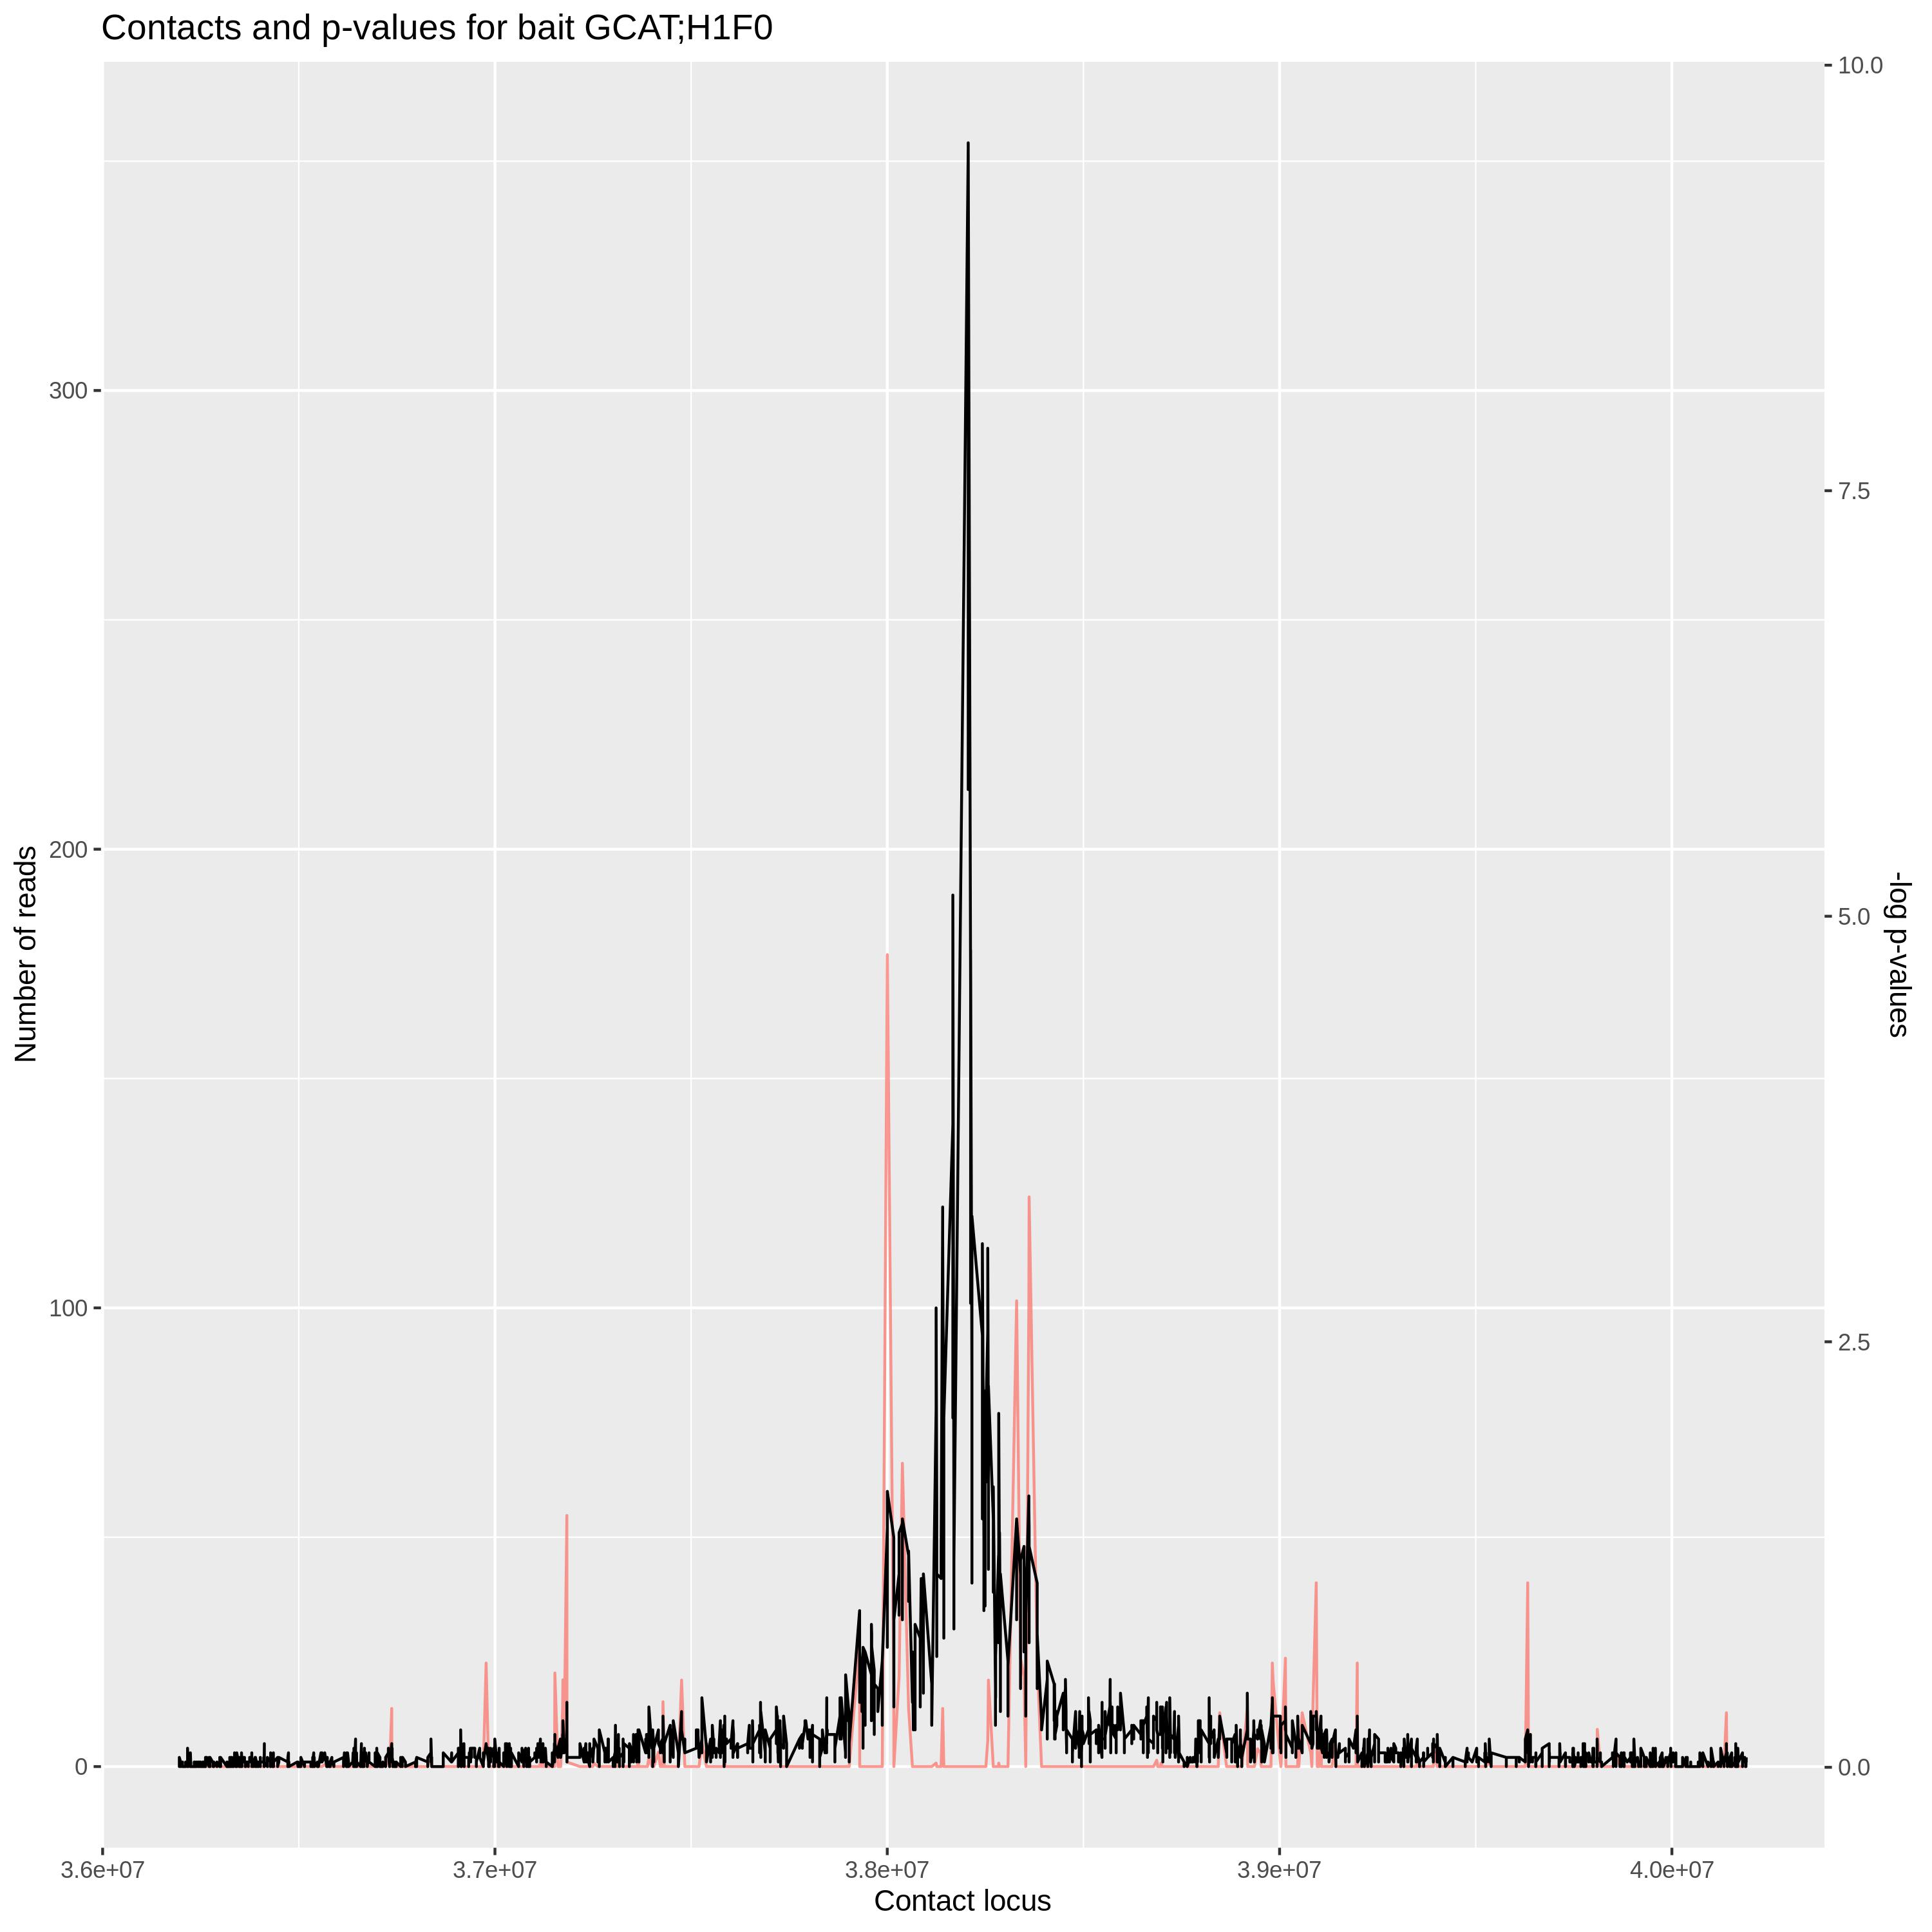 Contacts and p-values for bait GCAT;H1F0
10.0
7.5
5.0
2.5
0.0
300
200
100
0
Number of reads
-log p-values
3.6e+07
3.7e+07
3.8e+07
3.9e+07
4.0e+07
Contact locus